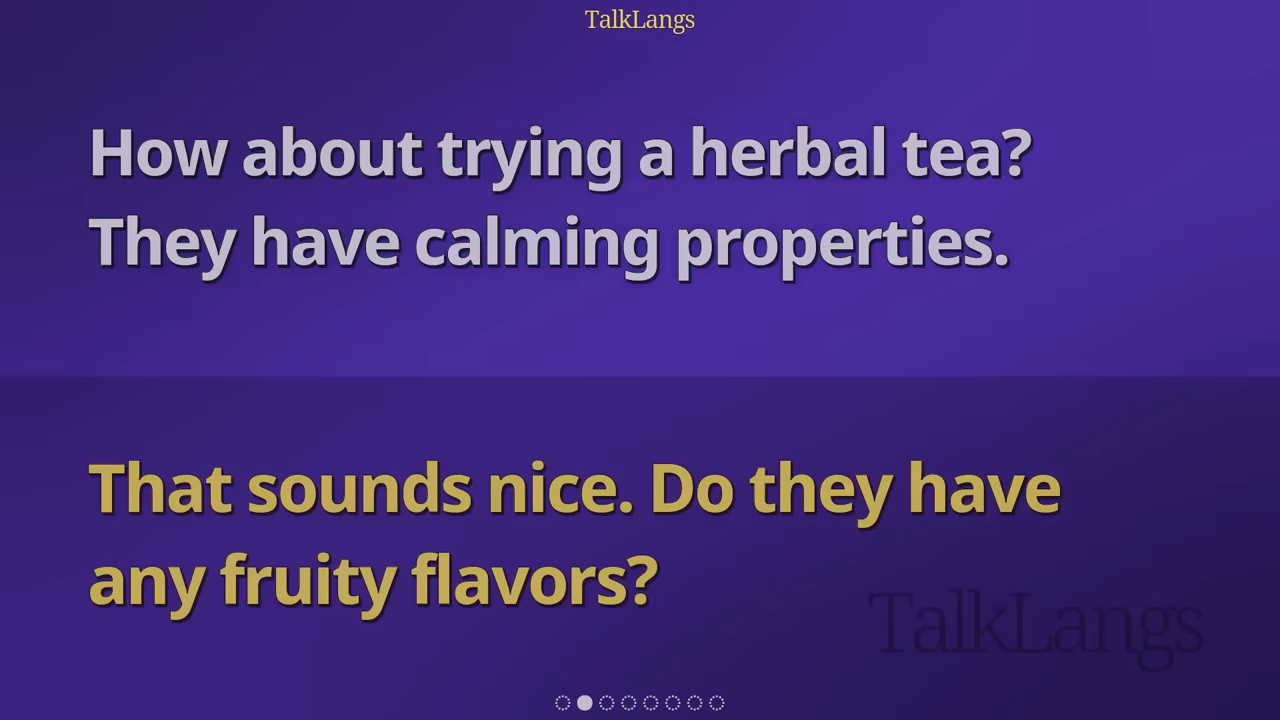 TalkLangs
How about trying a herbal tea?
They have calming properties.
That sounds nice. Do they have
any fruity flavors?
TalkLangs